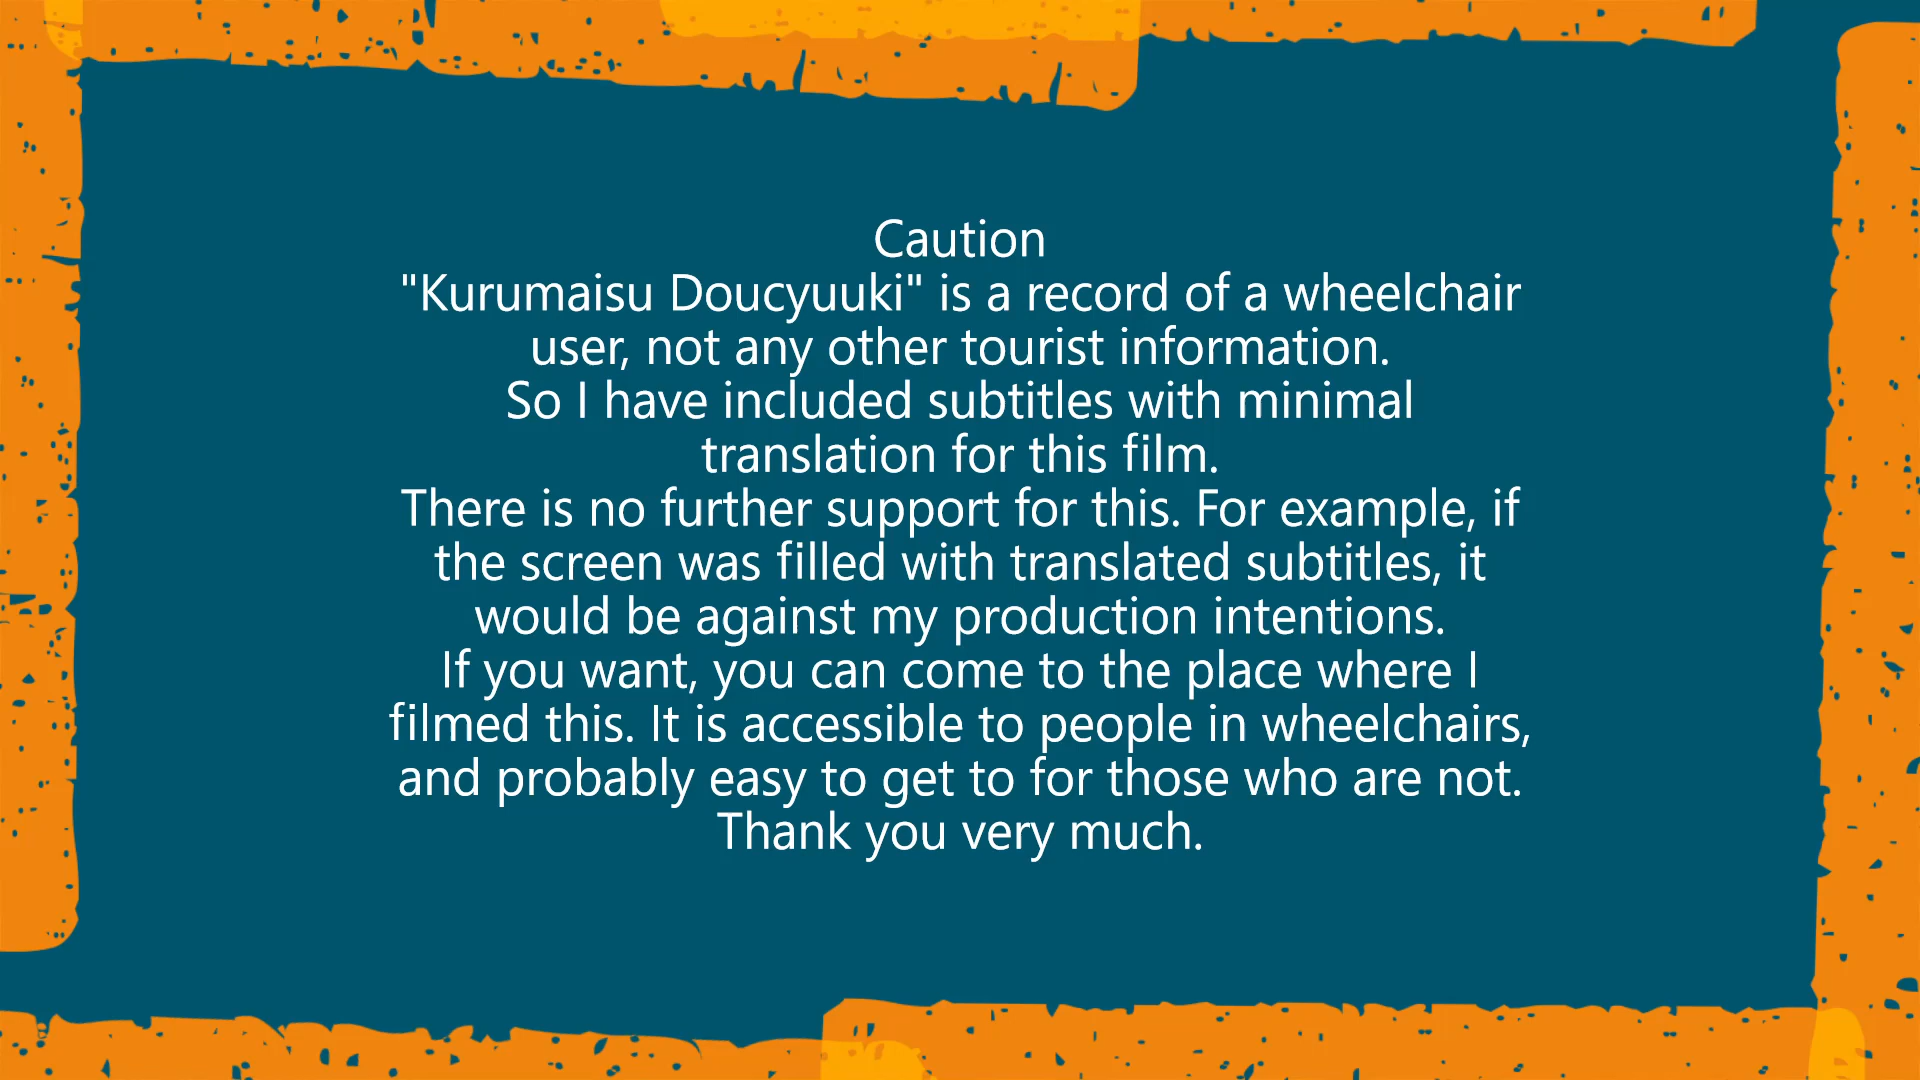 Caution
"Kurumaisu Doucyuuki" is a record of a wheelchair
user, not any other tourist information.
So I have included subtitles with minimal
translation for this film.
There is no further support for this. For example, if
the screen was filled with translated subtitles, it
would be against my production intentions.
If you want, you can come to the place where I
filmed this. It is accessible to people in wheelchairs,
and probably easy to get to for those who are not.
Thank you very much.